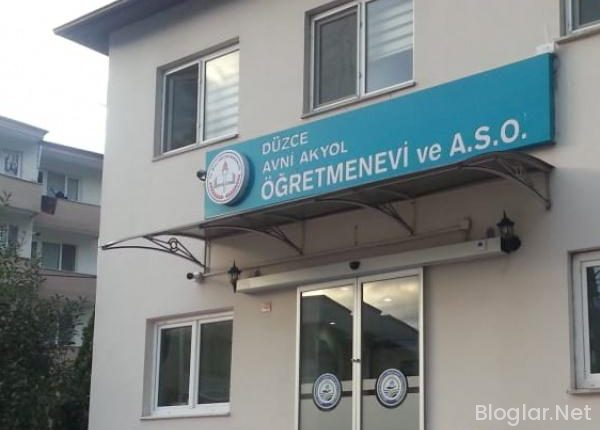 DÜZCE
AVNİ AKYOL
ÖĞRETMENEVİ ve A.S.O.
Bloglar.Net